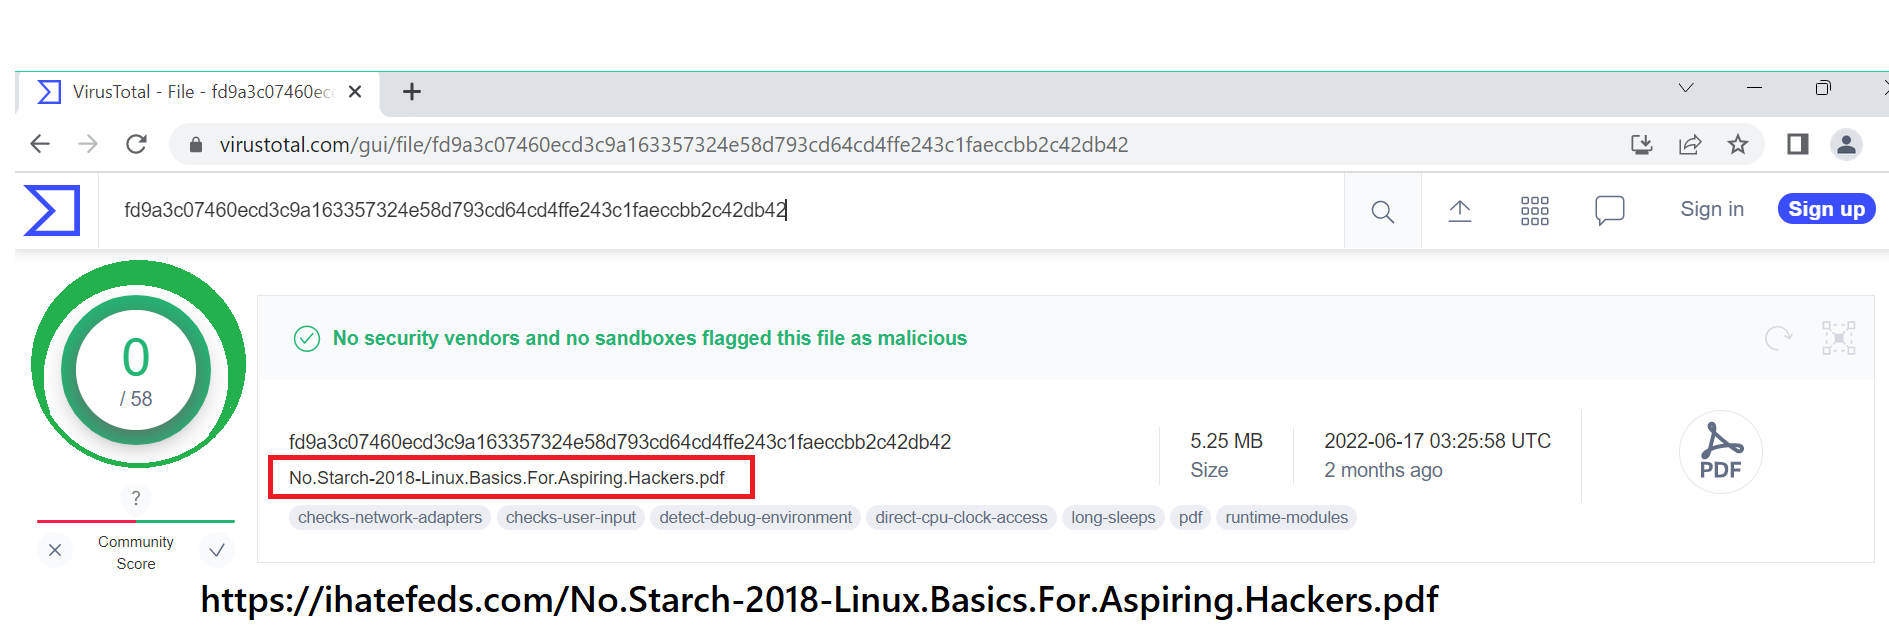 VirusTotal - File - fd9a3c07460ec
virustotal.com/gui/file/fd9a3c07460ecd3c9a163357324e58d793cd64cd4ffe243c1faeccbb2c42db42
fd9a3c07460ecd3c9a163357324e58d793cd64cd4ffe243c1faeccbb2c42db42
Sign in
Sign up
0
/ 58
No security vendors and no sandboxes flagged this file as malicious
fd9a3c07460ecd3c9a163357324e58d793cd64cd4ffe243c1faeccbb2c42db42
No.Starch-2018-Linux.Basics.For.Aspiring.Hackers.pdf
5.25 MB
Size
2022-06-17 03:25:58 UTC
2 months ago
PDF
checks-network-adapters checks-user-input detect-debug-environment direct-cpu-clock-access long-sleeps pdf runtime-modules
?
Community
Score
https://ihatefeds.com/No.Starch-2018-Linux.Basics.For.Aspiring.Hackers.pdf